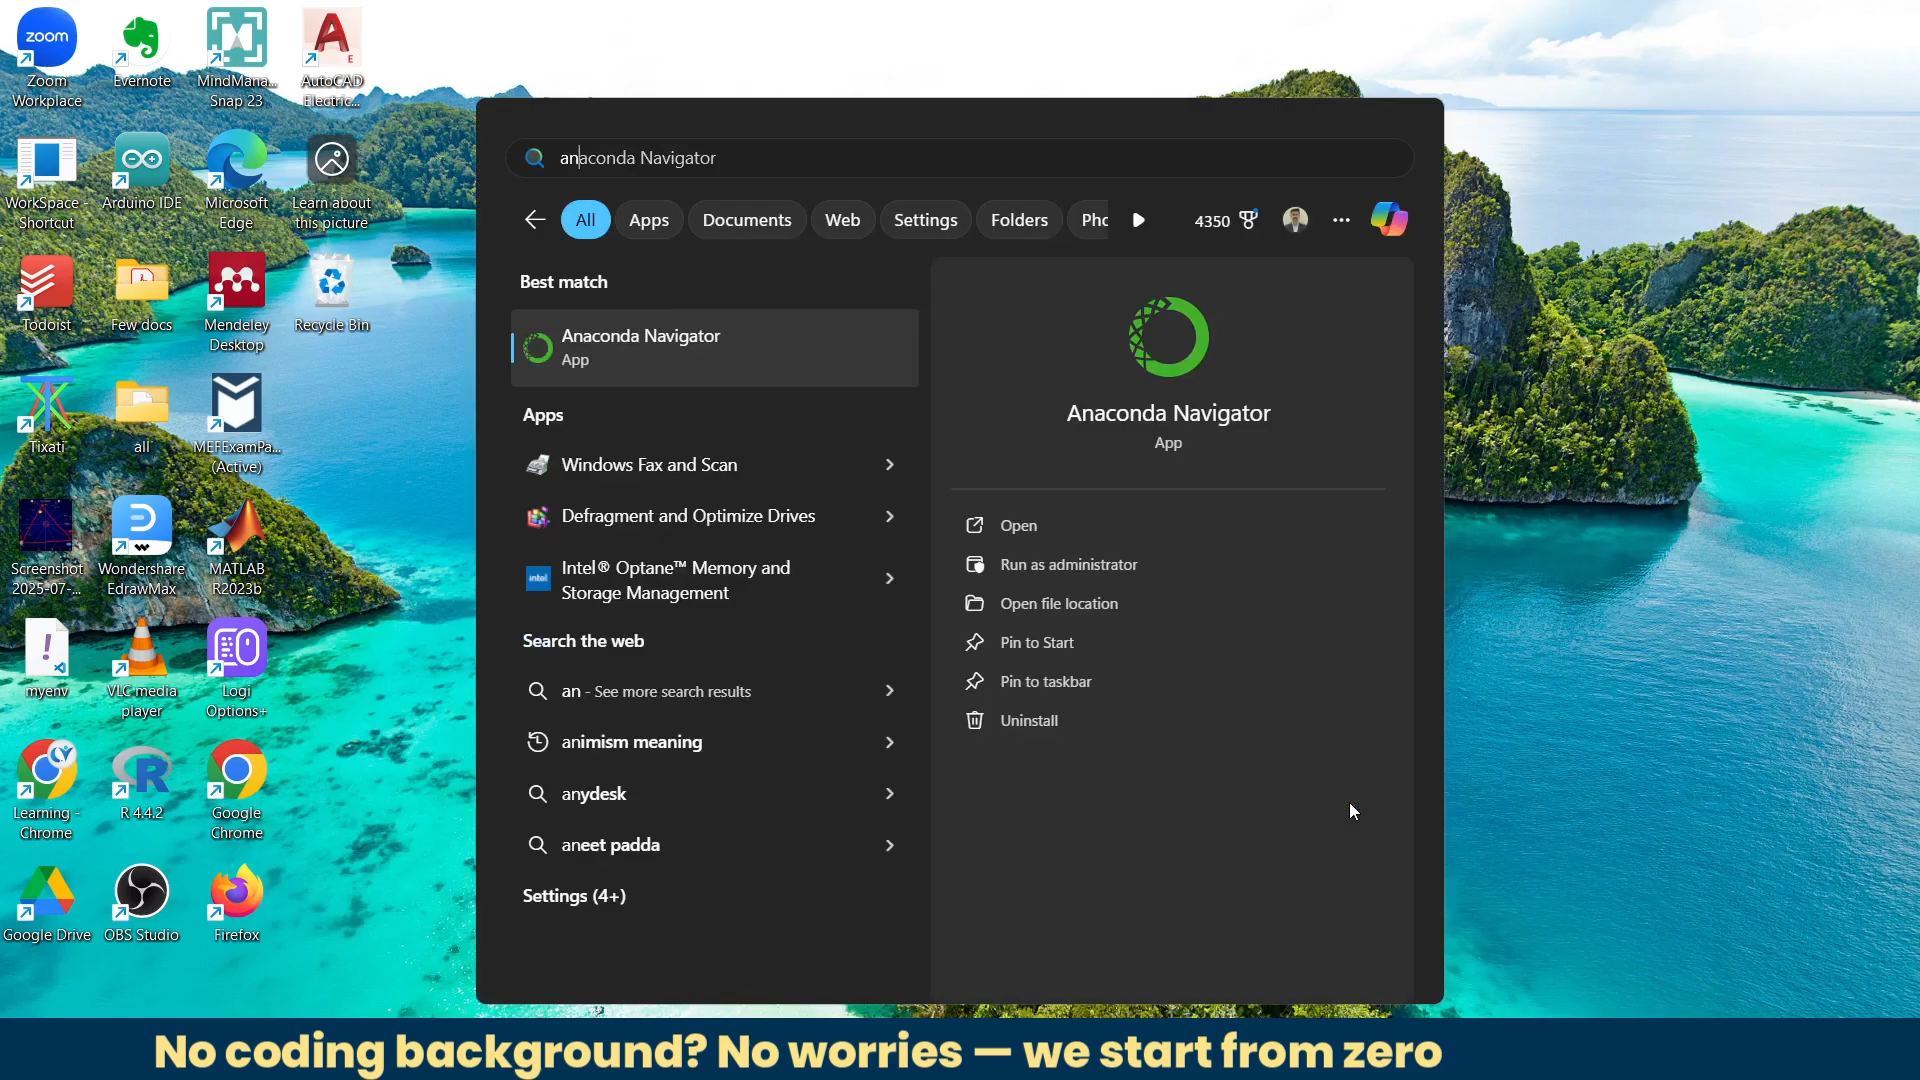 zoom
Zoom
Workplace
Evernote
MindMana...
Snap 23
E
AutoCAD
Electric...
WorkSpace -
Shortcut
Arduino IDE
Microsoft
Edge
Learn about
this picture
Todoist
Few docs
Mendeley
Desktop
Recycle Bin
Tixati
all
MEFExamPa...
(Active)
Screenshot
2025-07-...
Wondershare
EdrawMax
MATLAB
R2023b
myenv
VLC media
player
Logi
Options+
Learning -
Chrome
R 4.4.2
Google
Chrome
Google Drive
OBS Studio
Firefox
anaconda Navigator
All
Apps
Documents
Web
Settings
Folders
Phc
4350
Best match
Anaconda Navigator
App
Apps
Windows Fax and Scan
Defragment and Optimize Drives
intel
Intel® Optane™ Memory and
Storage Management
Search the web
an - See more search results
animism meaning
anydesk
aneet padda
Settings (4+)
Anaconda Navigator
App
Open
Run as administrator
Open file location
Pin to Start
Pin to taskbar
Uninstall
No coding background? No worries — we start from zero